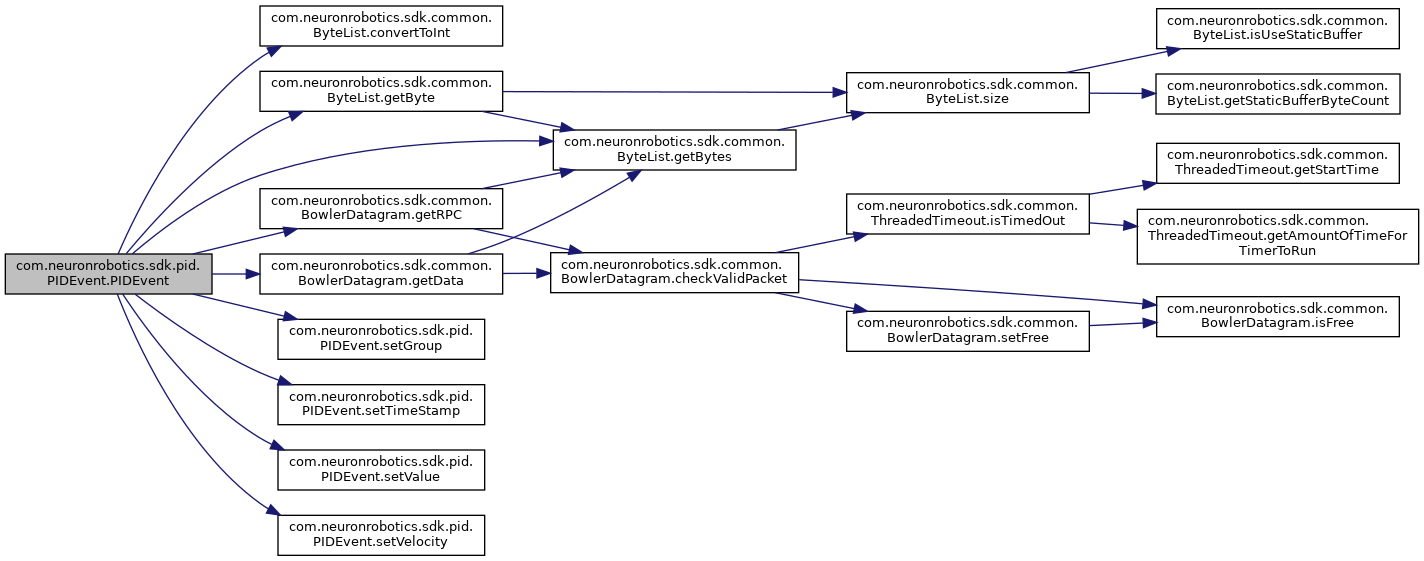 com.neuronrobotics.sdk.pid.
PIDEvent.PIDEvent
com.neuronrobotics.sdk.common.
ByteList.convertToInt
com.neuronrobotics.sdk.common.
ByteList.getByte
com.neuronrobotics.sdk.common.
ByteList.getBytes
com.neuronrobotics.sdk.common.
BowlerDatagram.getRPC
com.neuronrobotics.sdk.common.
BowlerDatagram.getData
com.neuronrobotics.sdk.pid.
PIDEvent.setGroup
com.neuronrobotics.sdk.pid.
PIDEvent.setTimeStamp
com.neuronrobotics.sdk.pid.
PIDEvent.setValue
com.neuronrobotics.sdk.pid.
PIDEvent.setVelocity
com.neuronrobotics.sdk.common.
BowlerDatagram.checkValidPacket
com.neuronrobotics.sdk.common.
ByteList.size
com.neuronrobotics.sdk.common.
ThreadedTimeout.isTimedOut
com.neuronrobotics.sdk.common.
BowlerDatagram.setFree
com.neuronrobotics.sdk.common.
ByteList.isUseStaticBuffer
com.neuronrobotics.sdk.common.
ByteList.getStaticBufferByteCount
com.neuronrobotics.sdk.common.
ThreadedTimeout.getStartTime
com.neuronrobotics.sdk.common.
ThreadedTimeout.getAmountOfTimeFor
TimerToRun
com.neuronrobotics.sdk.common.
BowlerDatagram.isFree